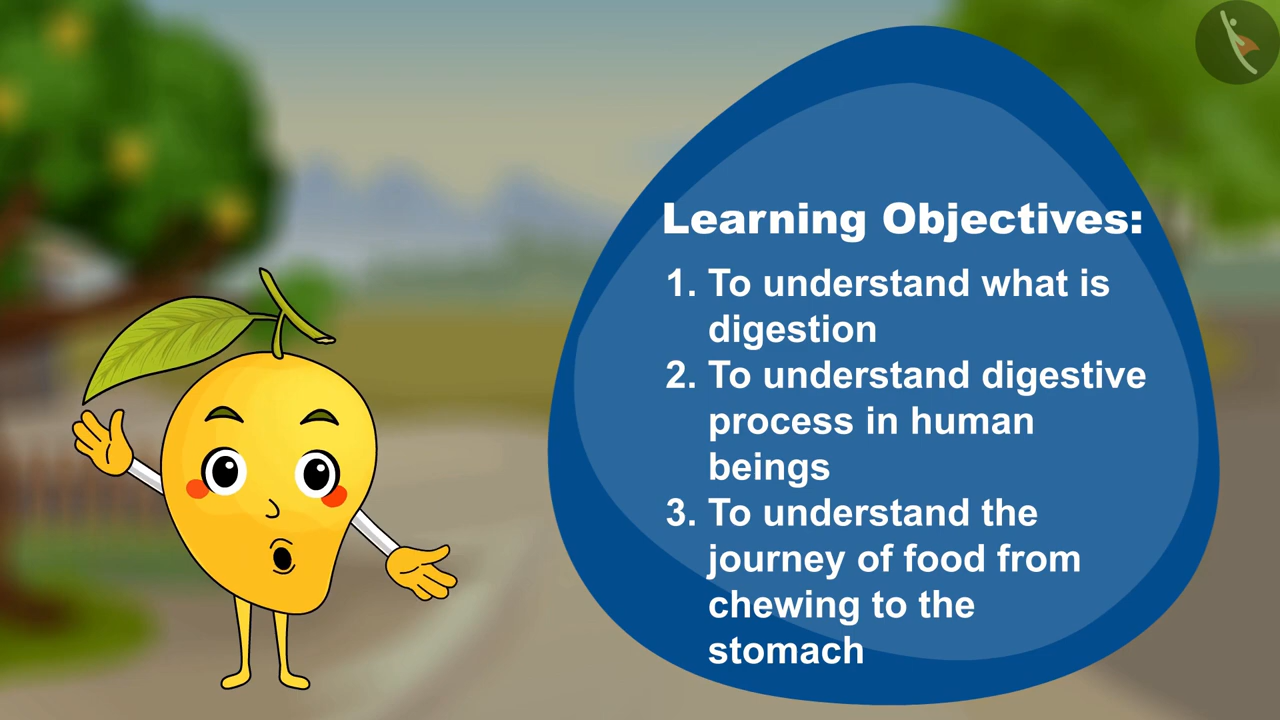 Learning Objectives:
1. To understand what is
digestion
2. To understand digestive
process in human
beings
3. To understand the
journey of food from
chewing to the
stomach